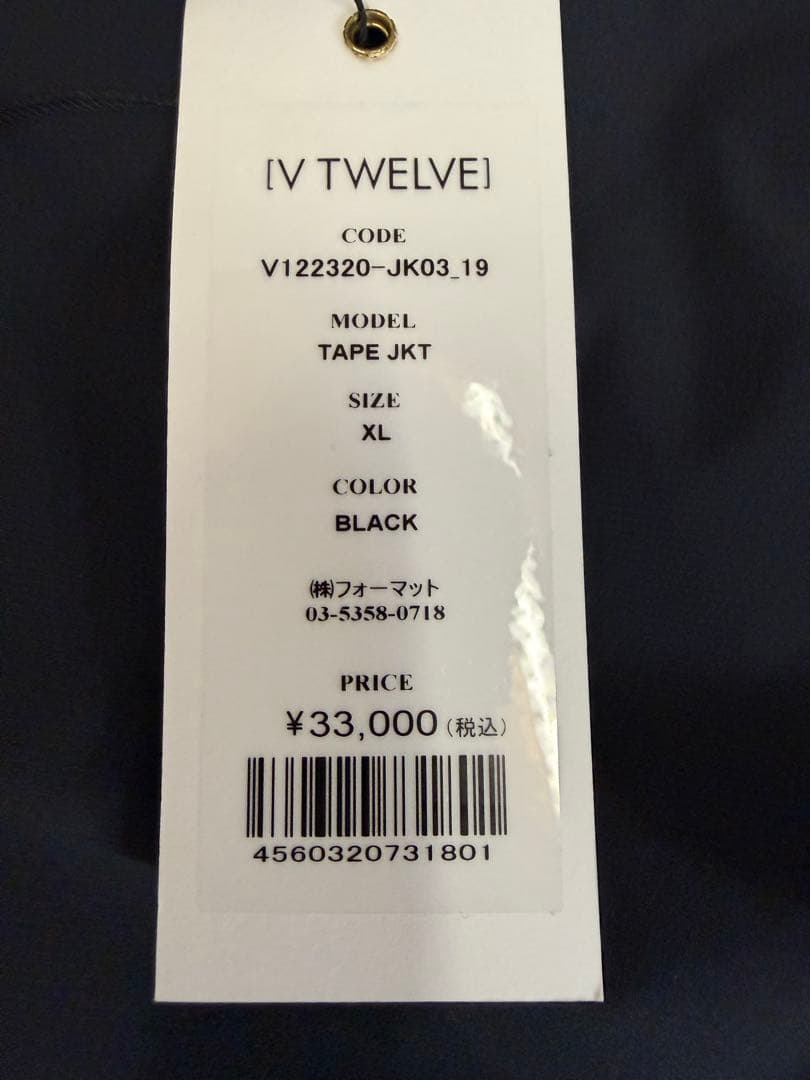 [V TWELVE]
CODE
V122320-JK03_19
MODEL
TAPE JKT
SIZE
XL
COLOR
BLACK
㈱フォーマット
03-5358-0718
PRICE
¥33,000(税込)
4560320731801